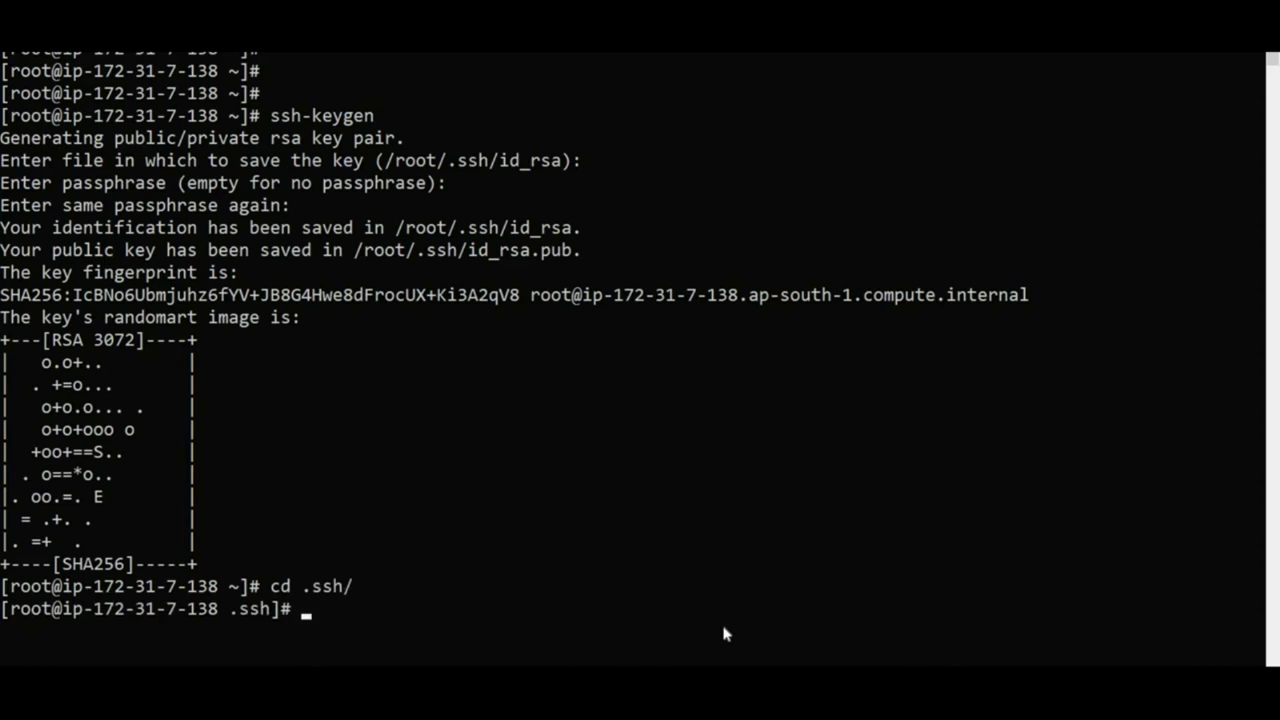 [root@ip-172-31-7-138 ~]#
[root@ip-172-31-7-138 ~]#
[root@ip-172-31-7-138 ~]# ssh-keygen
Generating public/private rsa key pair.
Enter file in which to save the key (/root/.ssh/id_rsa):
Enter passphrase (empty for no passphrase):
Enter same passphrase again:
Your identification has been saved in /root/.ssh/id_rsa.
Your public key has been saved in /root/.ssh/id_rsa.pub.
The key fingerprint is:
SHA256:IcBNo6Ubmjuhz6fYV+JB8G4Hwe8dFrocUX+Ki3A2qV8 root@ip-172-31-7-138.ap-south-1.compute.internal
The key's randomart image is:
+---[RSA 3072]----+
|    o.o+..        |
|   . +=o...       |
|    o+o.o... .    |
|    o+o+ooo o     |
|   +oo+==S..      |
|  . o==*o..       |
|. oo.=. E         |
| = .+. .          |
|. =+  .           |
+----[SHA256]-----+
[root@ip-172-31-7-138 ~]# cd .ssh/
[root@ip-172-31-7-138 .ssh]#